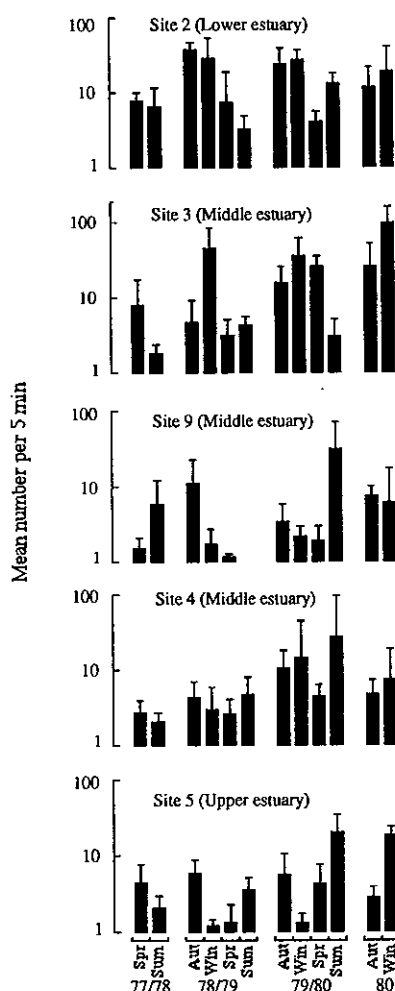 Mean number per 5 min
Site 2 (Lower estuary)
100
10
1
Site 3 (Middle estuary)
100
10
1
Site 9 (Middle estuary)
100
10
1
Site 4 (Middle estuary)
100
10
1
Site 5 (Upper estuary)
100
10
1
Spr Sum Aut Win Spr Sum Aut Win Spr Sum Aut Win
77/78 78/79 79/80 80